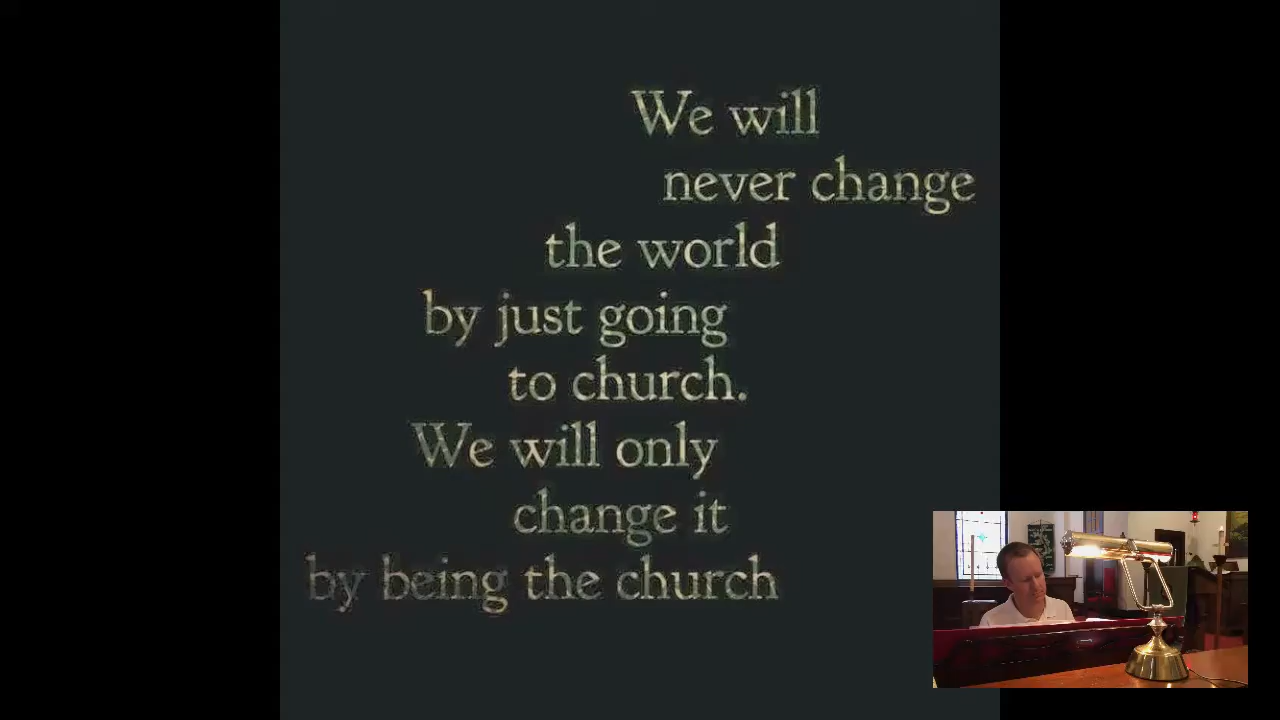 We will
never change
the world
by just going
to church.
We will only
change it
by being the church